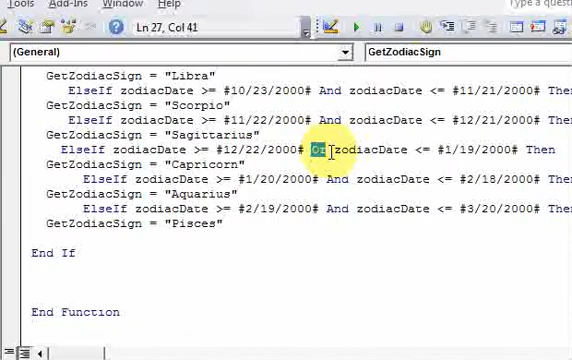 Tools Add-Ins Window Help Type a quest
Ln 27, Col 41
(General) GetZodiacSign
GetZodiacSign = "Libra"
ElseIf zodiacDate >= #10/23/2000# And zodiacDate <= #11/21/2000# Then
GetZodiacSign = "Scorpio"
ElseIf zodiacDate >= #11/22/2000# And zodiacDate <= #12/21/2000# Then
GetZodiacSign = "Sagittarius"
ElseIf zodiacDate >= #12/22/2000# Or zodiacDate <= #1/19/2000# Then
GetZodiacSign = "Capricorn"
ElseIf zodiacDate >= #1/20/2000# And zodiacDate <= #2/18/2000# Then
GetZodiacSign = "Aquarius"
ElseIf zodiacDate >= #2/19/2000# And zodiacDate <= #3/20/2000# Then
GetZodiacSign = "Pisces"
End If
End Function